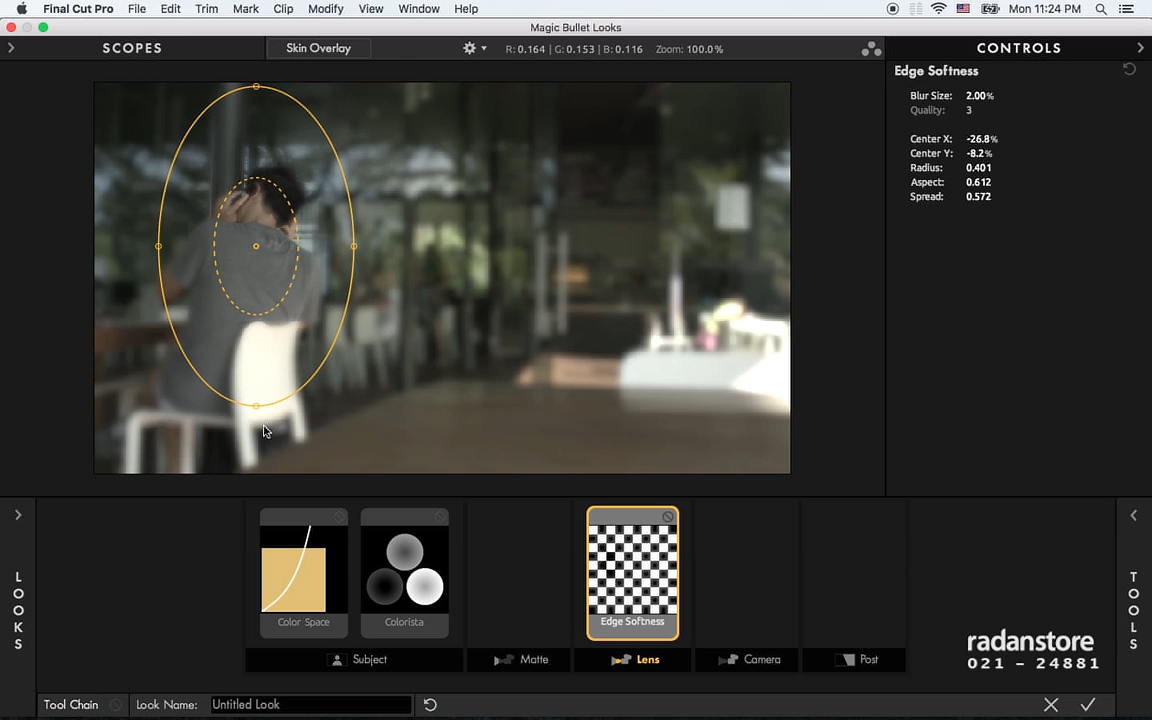 Final Cut Pro File Edit Trim Mark Clip Modify View Window Help Mon 11:24 PM
Magic Bullet Looks
SCOPES Skin Overlay R: 0.164 | G: 0.153 | B: 0.116 Zoom: 100.0% CONTROLS
Edge Softness
Blur Size: 2.00%
Quality: 3
Center X: -26.8%
Center Y: -8.2%
Radius: 0.401
Aspect: 0.612
Spread: 0.572
LOOKS
Color Space Colorista Edge Softness
Subject Matte Lens Camera Post
TOOLS
radanstore
021 - 24881
Tool Chain Look Name: Untitled Look